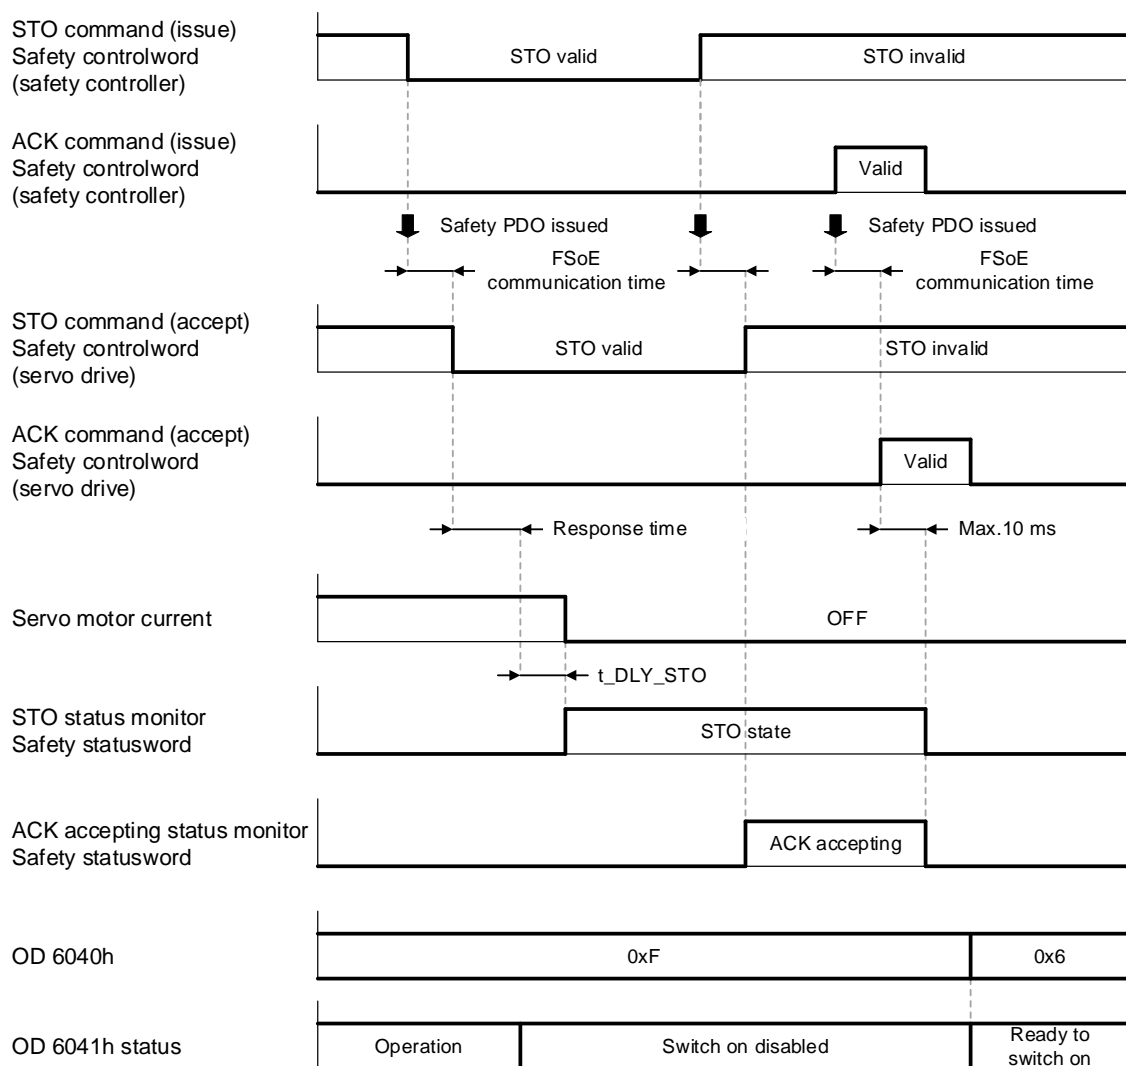 STO command (issue)
Safety controlword
(safety controller)
STO valid
STO invalid
ACK command (issue)
Safety controlword
(safety controller)
Valid
Safety PDO issued
Safety PDO issued
FSoE
communication time
FSoE
communication time
STO command (accept)
Safety controlword
(servo drive)
STO valid
STO invalid
ACK command (accept)
Safety controlword
(servo drive)
Valid
Response time
Max.10 ms
Servo motor current
OFF
t_DLY_STO
STO status monitor
Safety statusword
STO state
ACK accepting status monitor
Safety statusword
ACK accepting
OD 6040h
0xF
0x6
OD 6041h status
Operation
Switch on disabled
Ready to
switch on